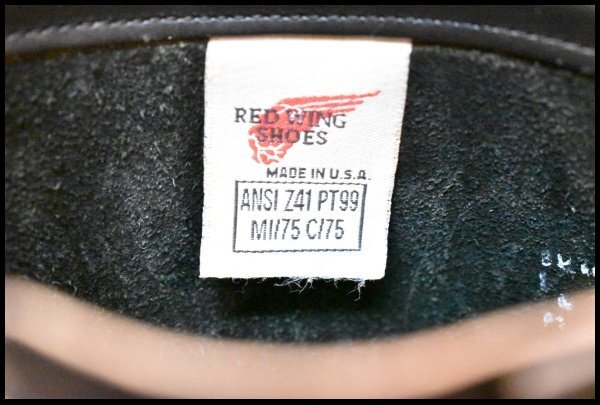 RED WING
SHOES
MADE IN U.S.A.
ANSI Z41 PT99
MI/75 C/75